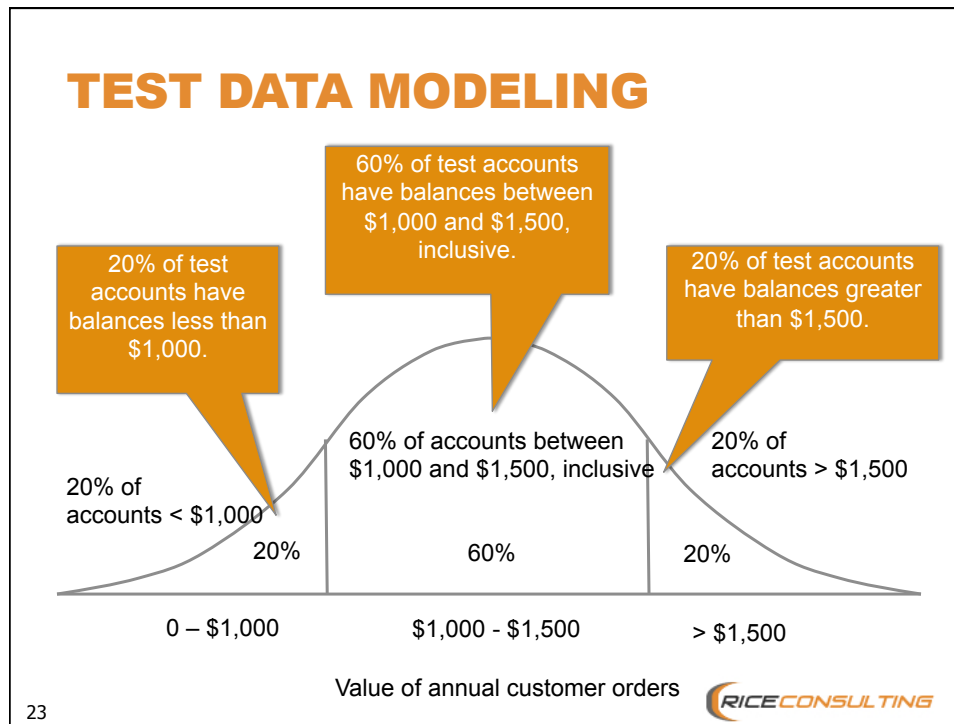 TEST DATA MODELING
60% of test accounts
have balances between
$1,000 and $1,500,
inclusive.
20% of test
accounts have
balances less than
$1,000.
20% of test accounts
have balances greater
than $1,500.
60% of accounts between
$1,000 and $1,500, inclusive
20% of
accounts > $1,500
20% of
accounts < $1,000
20%
60%
20%
0 – $1,000
$1,000 - $1,500
> $1,500
Value of annual customer orders
RICECONSULTING
23